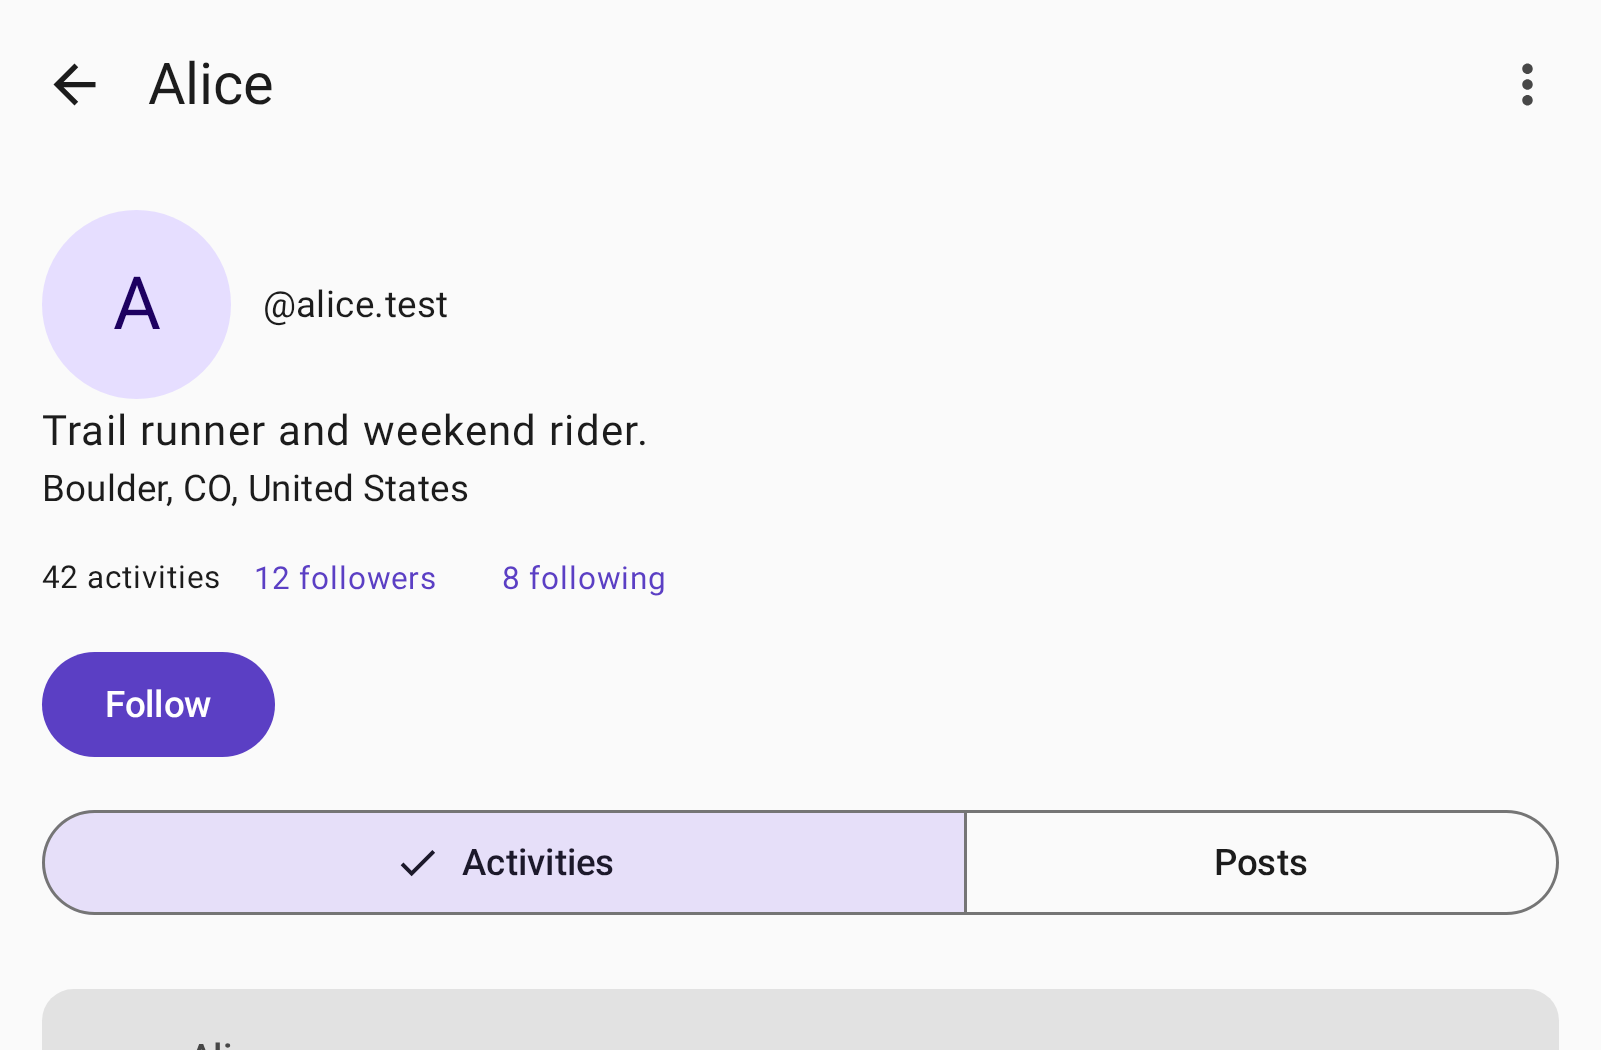 Alice
A
@alice.test
Trail runner and weekend rider.
Boulder, CO, United States
42 activities 12 followers 8 following
Follow
Activities Posts